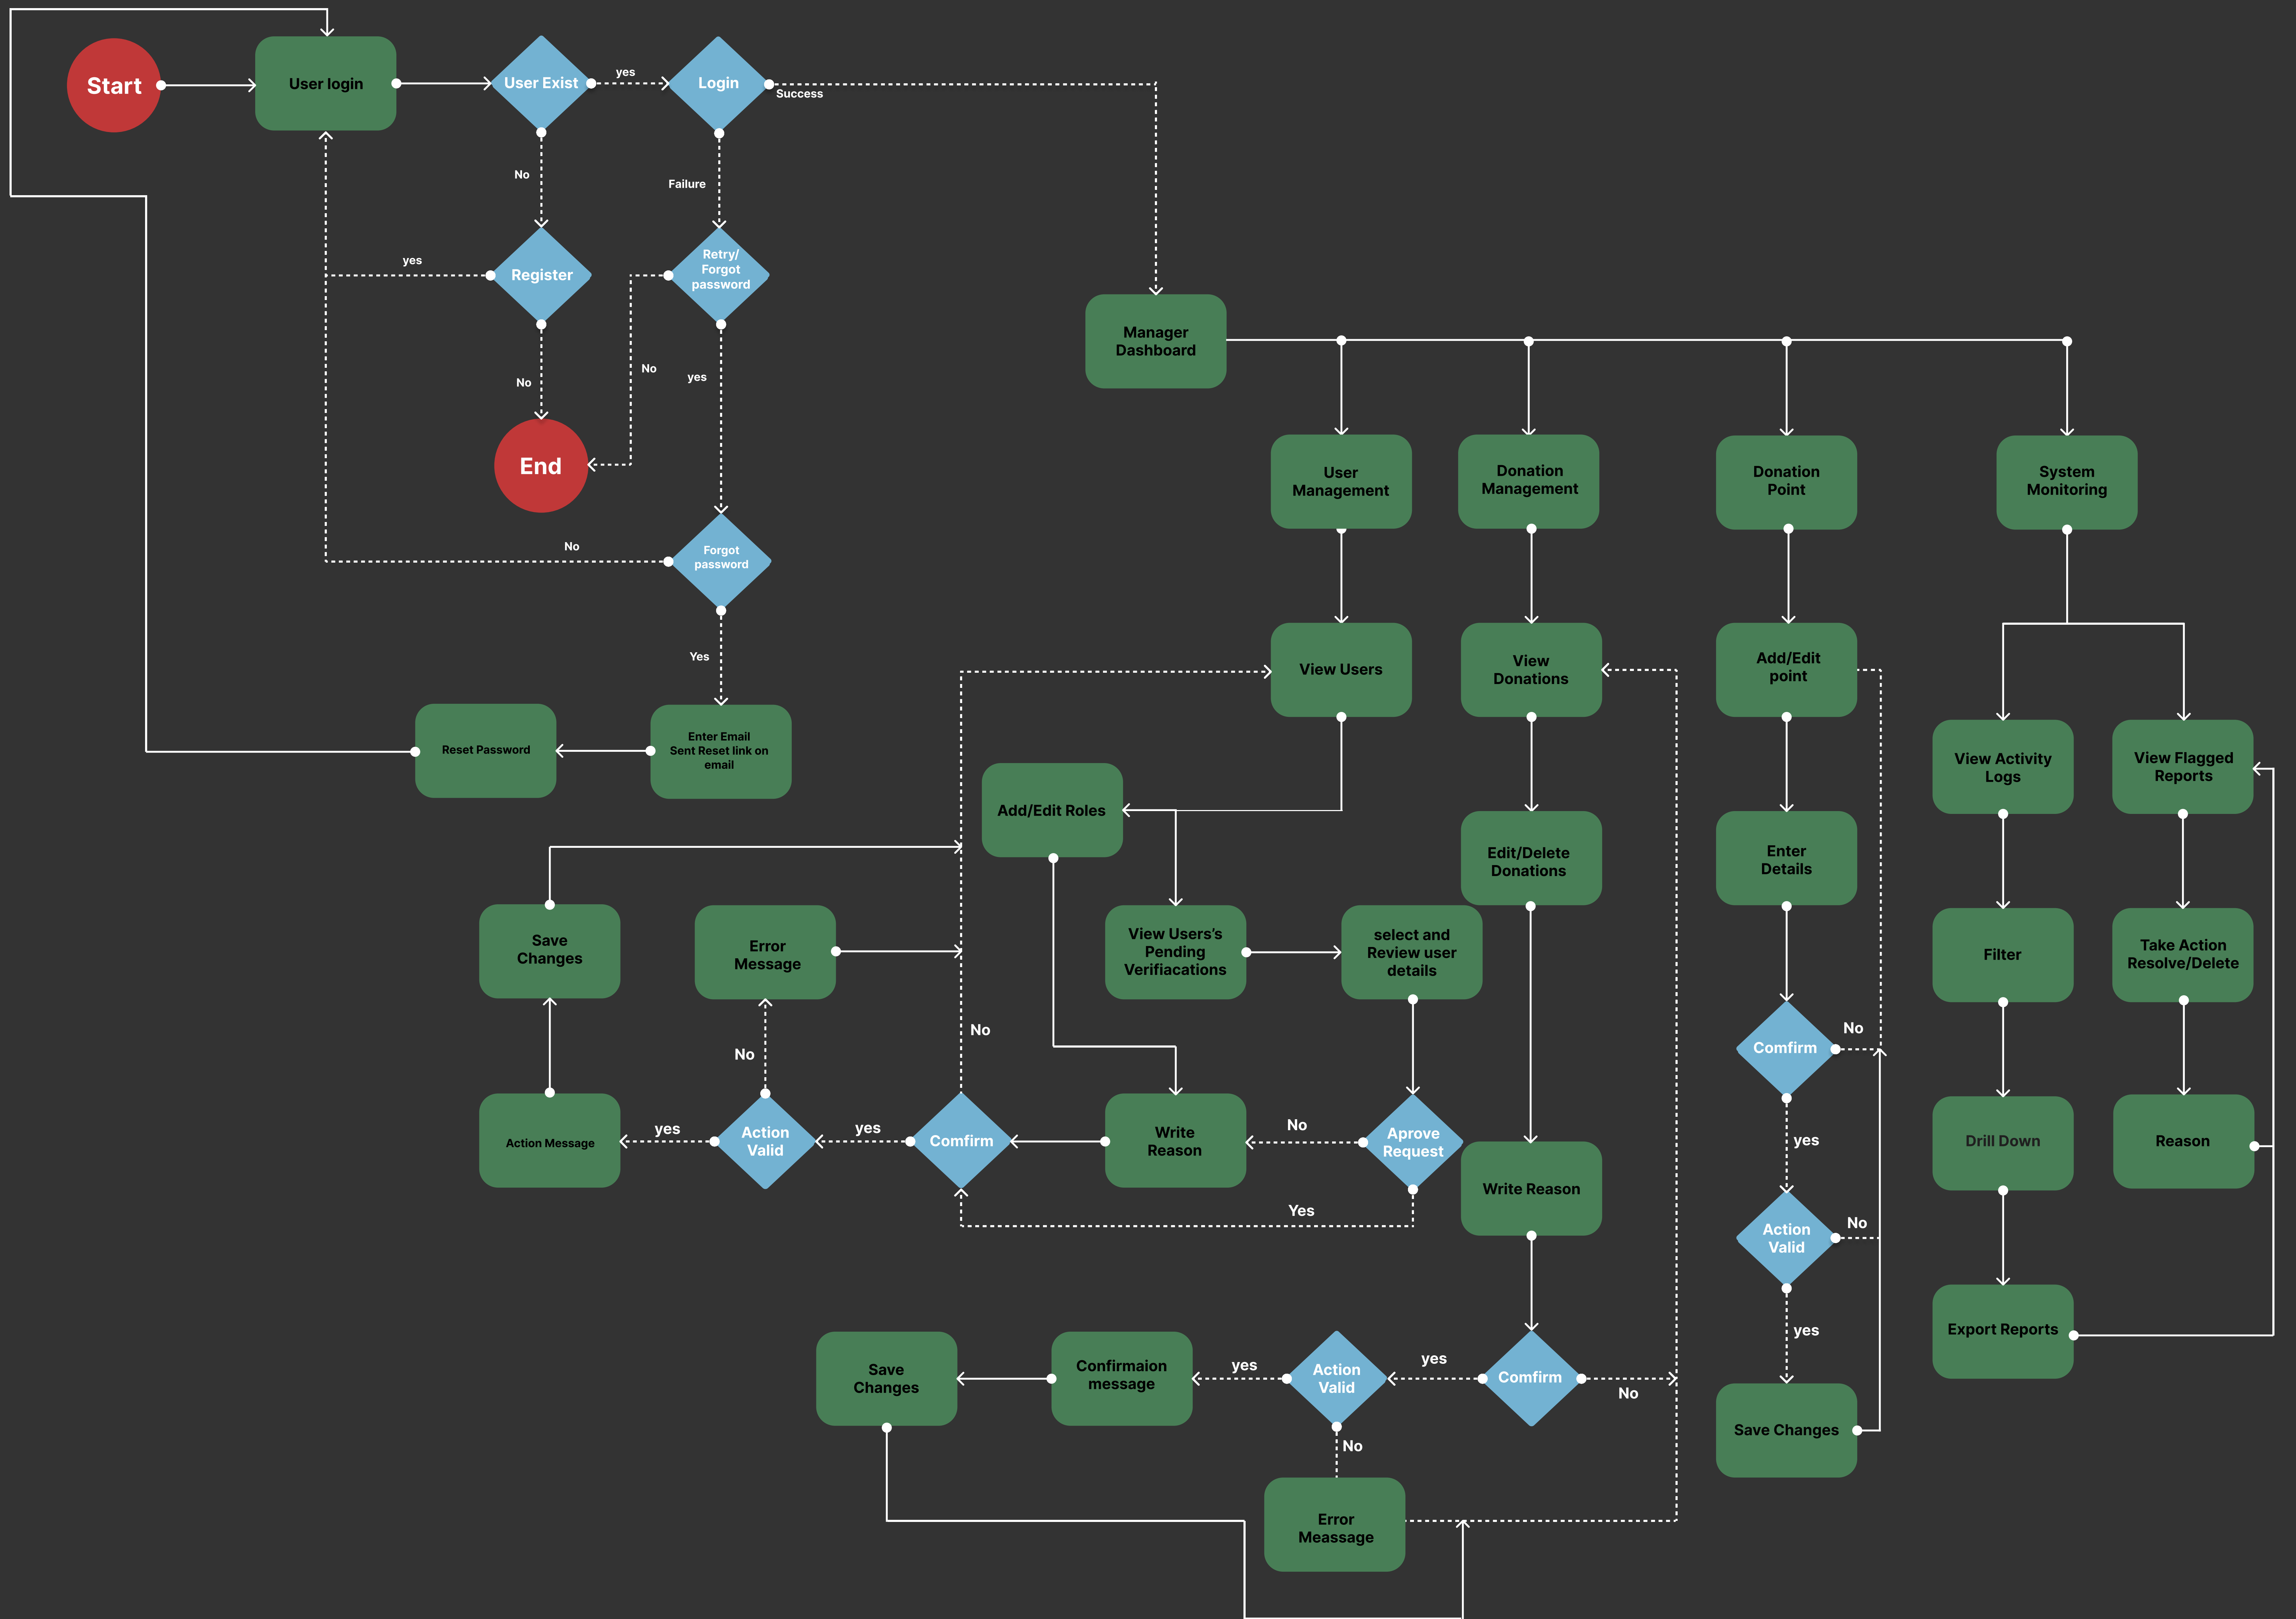 Start
User login
User Exist
yes
Login
Success
No
Failure
yes
Register
Retry/
Forgot
password
No
No
yes
End
Manager
Dashboard
User
Management
Donation
Management
Donation
Point
System
Monitoring
No
Forgot
password
Yes
Reset Password
Enter Email
Sent Reset link on
email
View Users
View
Donations
Add/Edit
point
View Activity
Logs
View Flagged
Reports
Add/Edit Roles
Edit/Delete
Donations
Enter
Details
Save
Changes
Error
Message
View Users's
Pending
Verifiacations
select and
Review user
details
Filter
Take Action
Resolve/Delete
No
No
Comfirm
No
Action Message
yes
Action
Valid
yes
Comfirm
Write
Reason
No
Aprove
Request
Yes
Write Reason
yes
Drill Down
Reason
Action
Valid
No
yes
Export Reports
Save
Changes
Confirmaion
message
yes
Action
Valid
yes
Comfirm
No
No
Save Changes
Error
Meassage